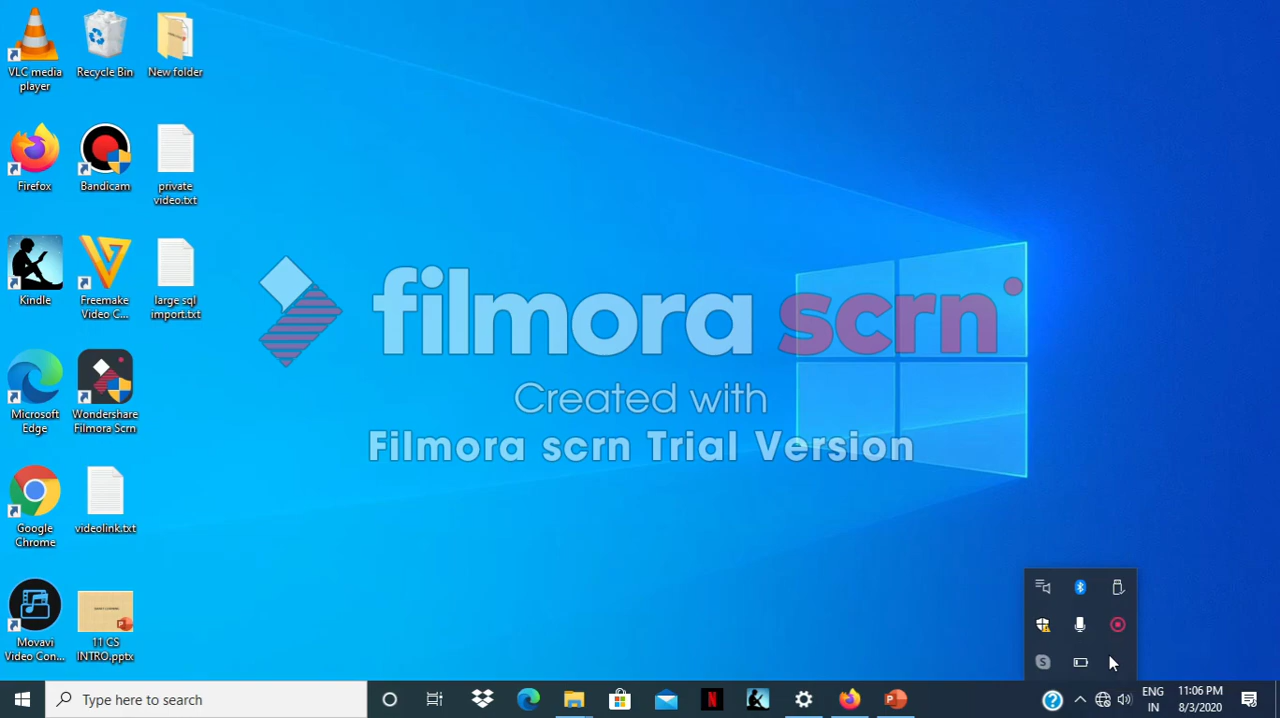 VLC media
player
Recycle Bin
New folder
Firefox
Bandicam
private
video.txt
Kindle
Freemake
Video C...
large sql
import.txt
filmora scrn
Created with
Filmora scrn Trial Version
Microsoft
Edge
Wondershare
Filmora Scrn
Google
Chrome
videolink.txt
Movavi
Video Con...
11 CS
INTRO.pptx
Type here to search
ENG
IN
11:06 PM
8/3/2020